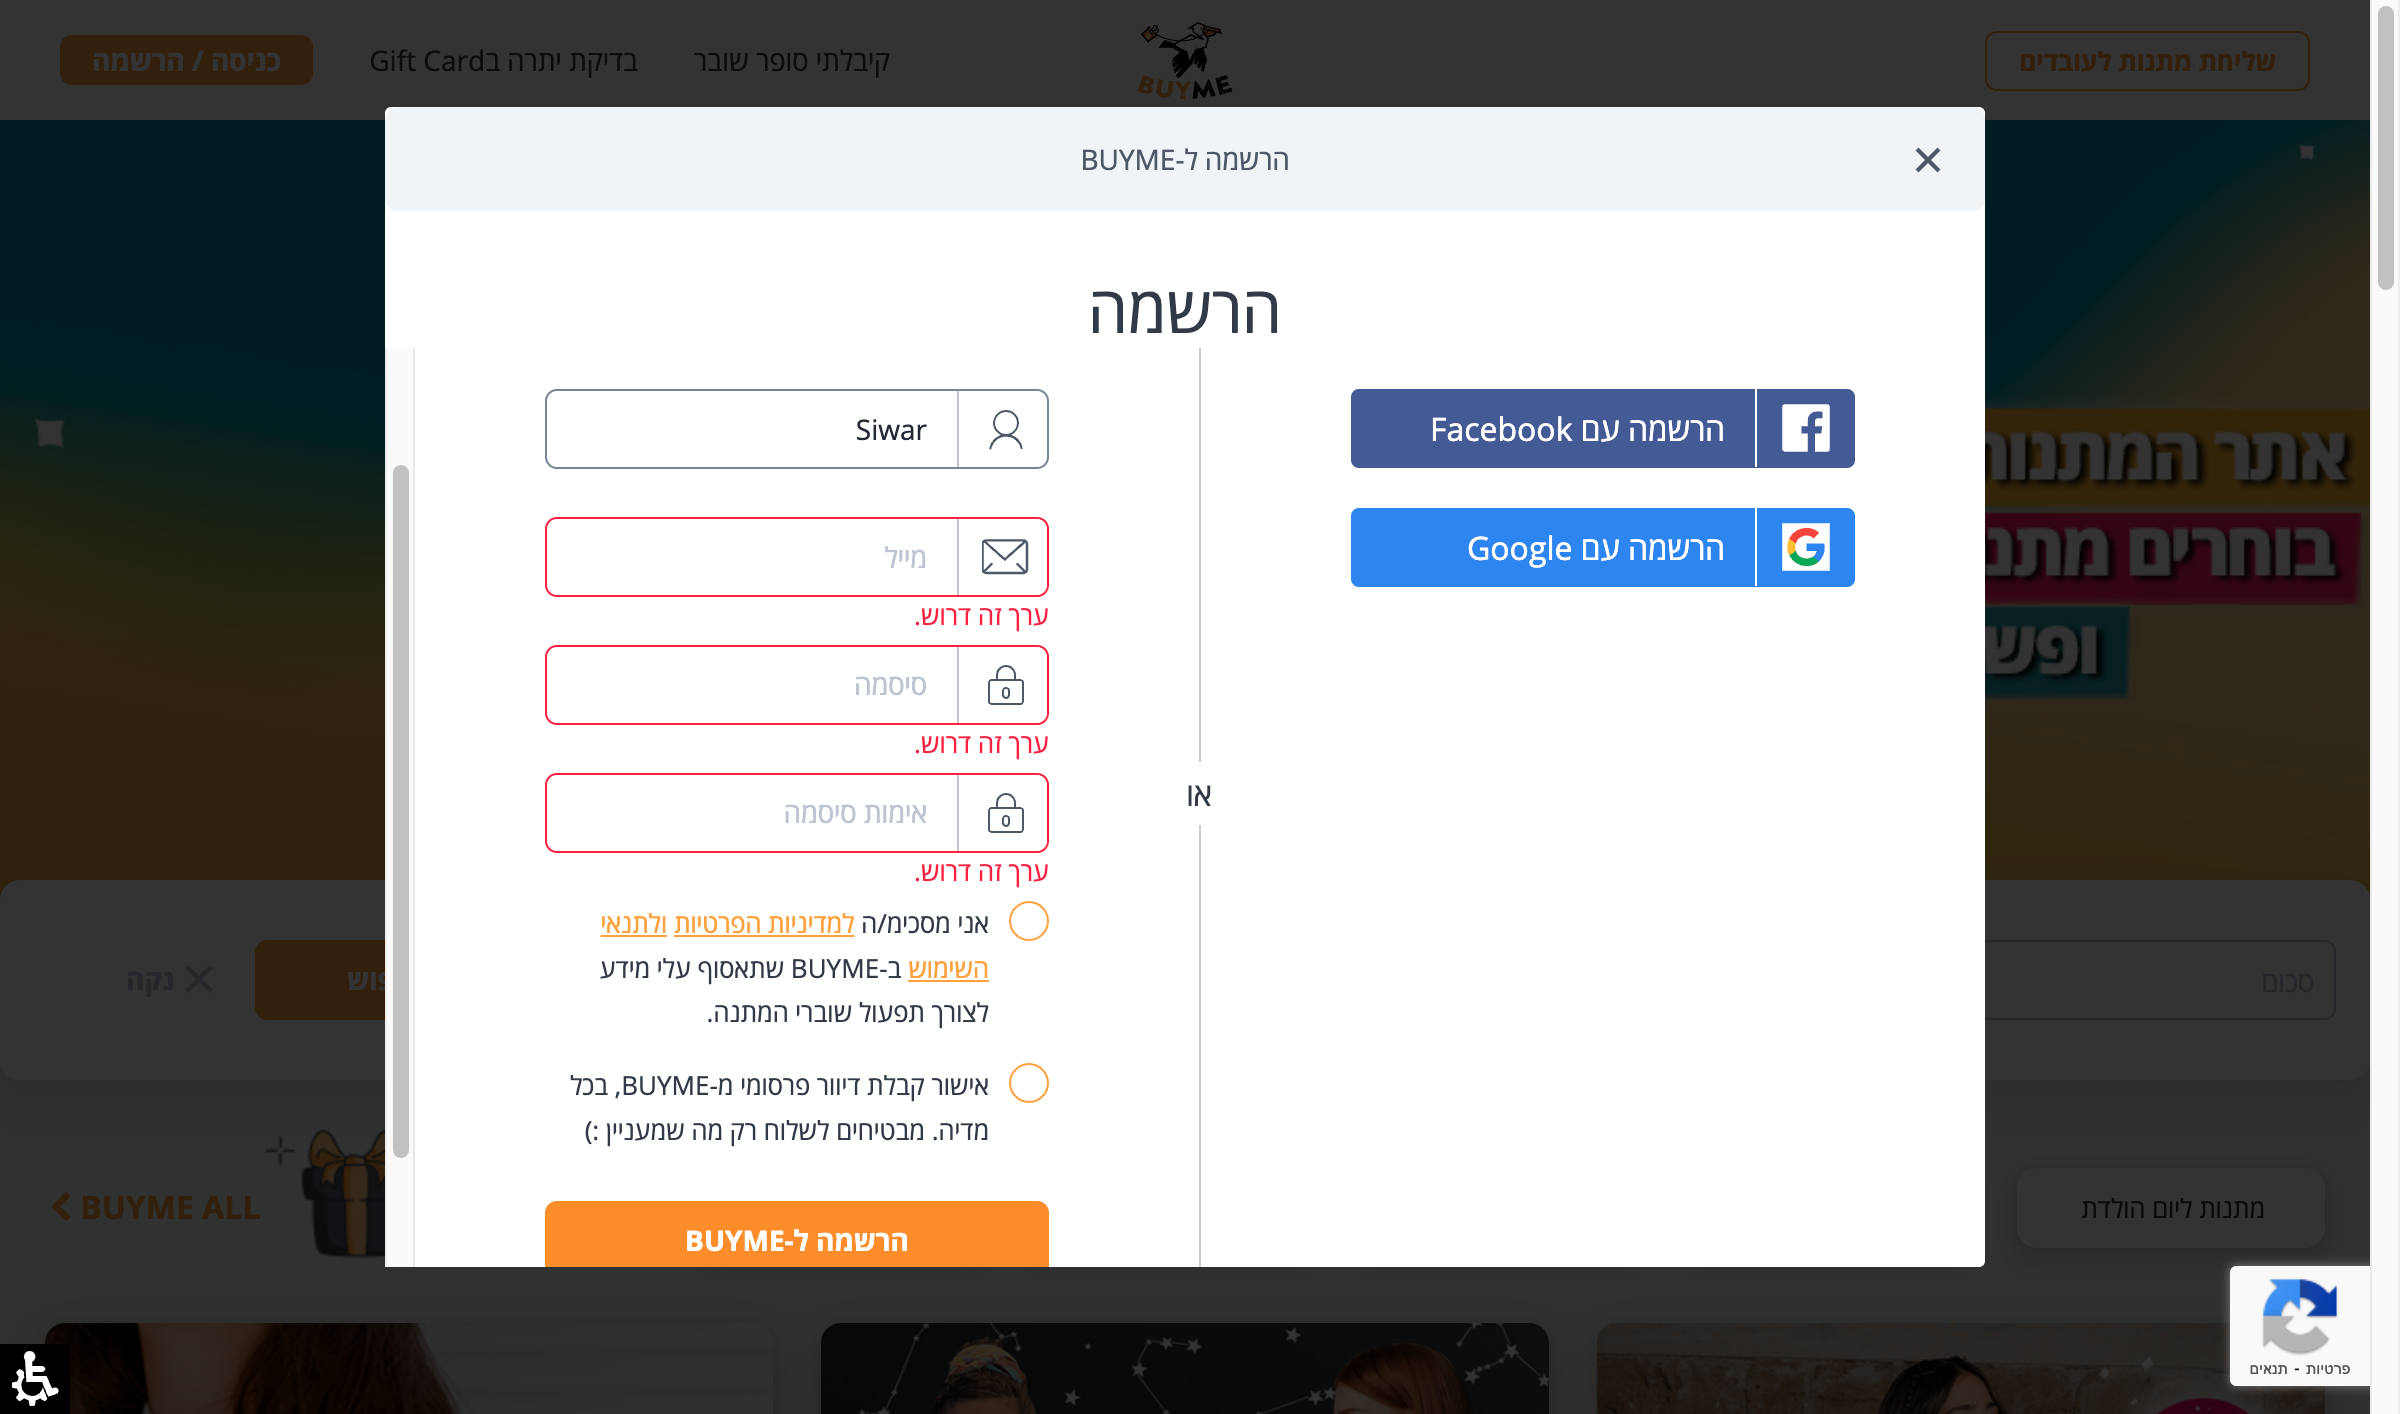 שליחת מתנות לעובדים
BUYME
קיבלתי סופר שובר
בדיקת יתרה בGift Card
כניסה / הרשמה
הרשמה ל-BUYME
הרשמה
הרשמה עם Facebook
הרשמה עם Google
או
Siwar
מייל
ערך זה דרוש.
סיסמה
ערך זה דרוש.
אימות סיסמה
ערך זה דרוש.
אני מסכימ/ה למדיניות הפרטיות ולתנאי
השימוש ב-BUYME שתאסוף עלי מידע
לצורך תפעול שוברי המתנה.
אישור קבלת דיוור פרסומי מ-BUYME, בכל
מדיה. מבטיחים לשלוח רק מה שמעניין :)
הרשמה ל-BUYME
אתר המתנות
בוחרים
סכום
נקה
מתנות ליום הולדת
BUYME ALL
פרטיות - תנאים